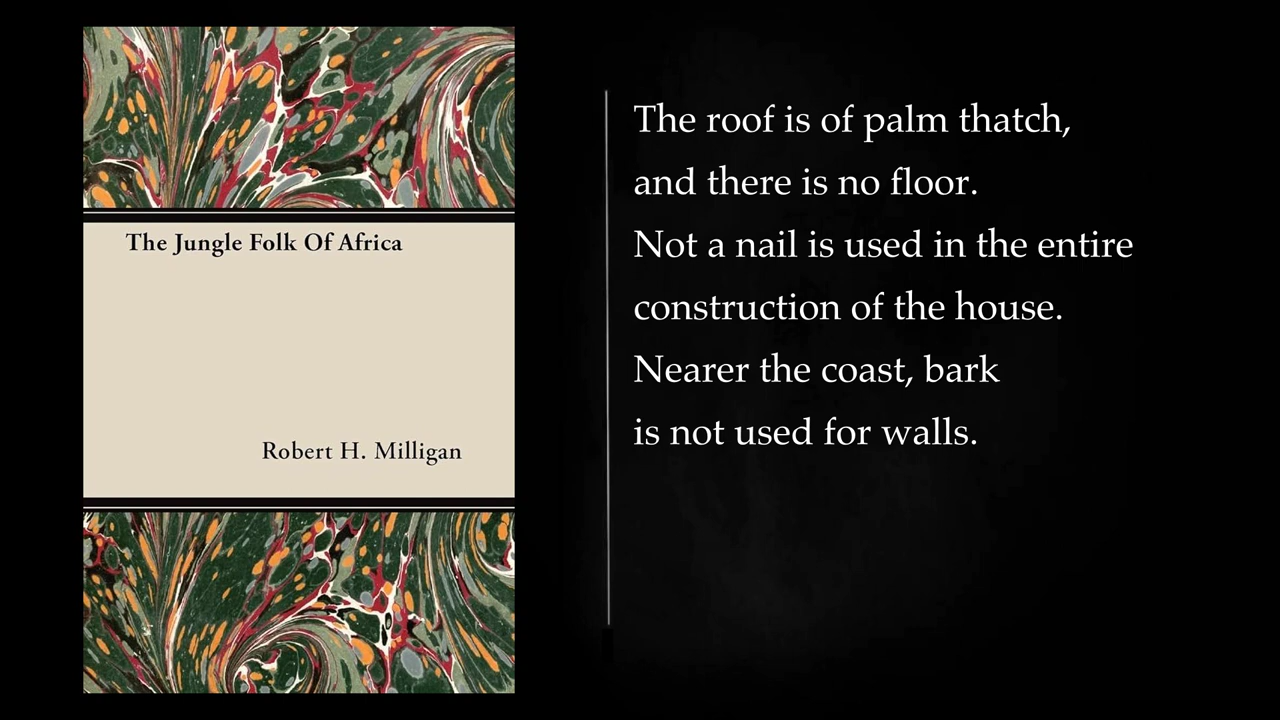 The Jungle Folk Of Africa
Robert H. Milligan
The roof is of palm thatch,
and there is no floor.
Not a nail is used in the entire
construction of the house.
Nearer the coast, bark
is not used for walls.